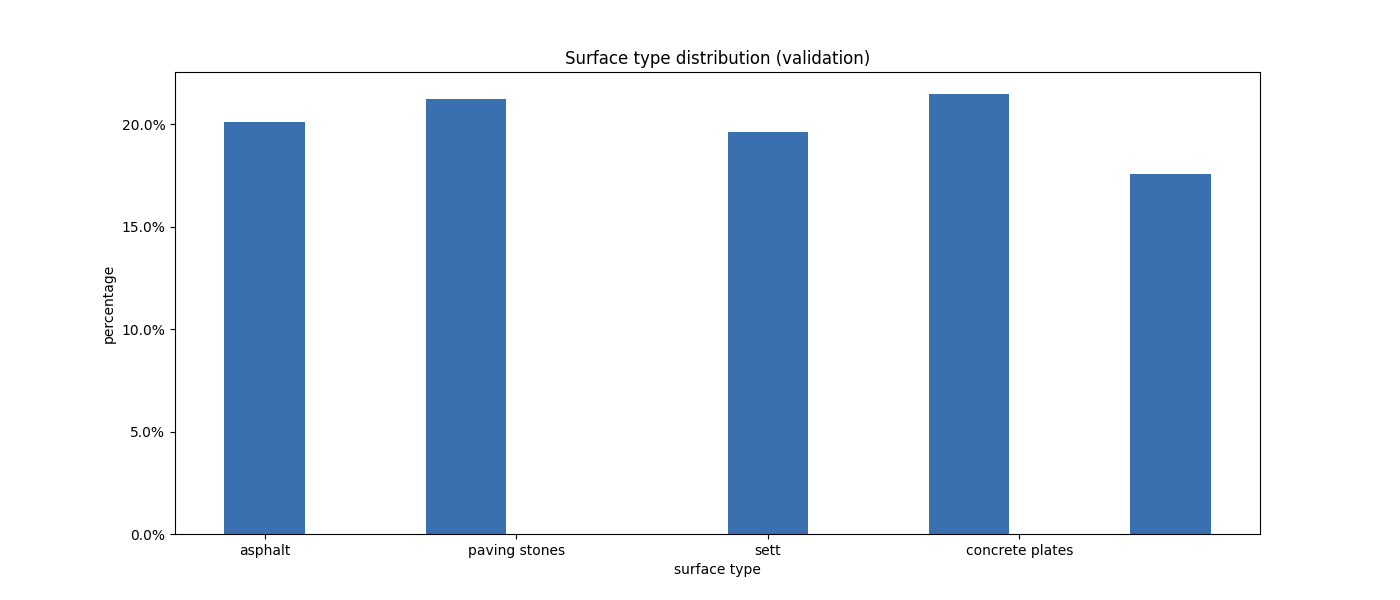 Surface type distribution (validation)
20.0%
15.0%
10.0%
5.0%
0.0%
percentage
asphalt paving stones sett concrete plates
surface type